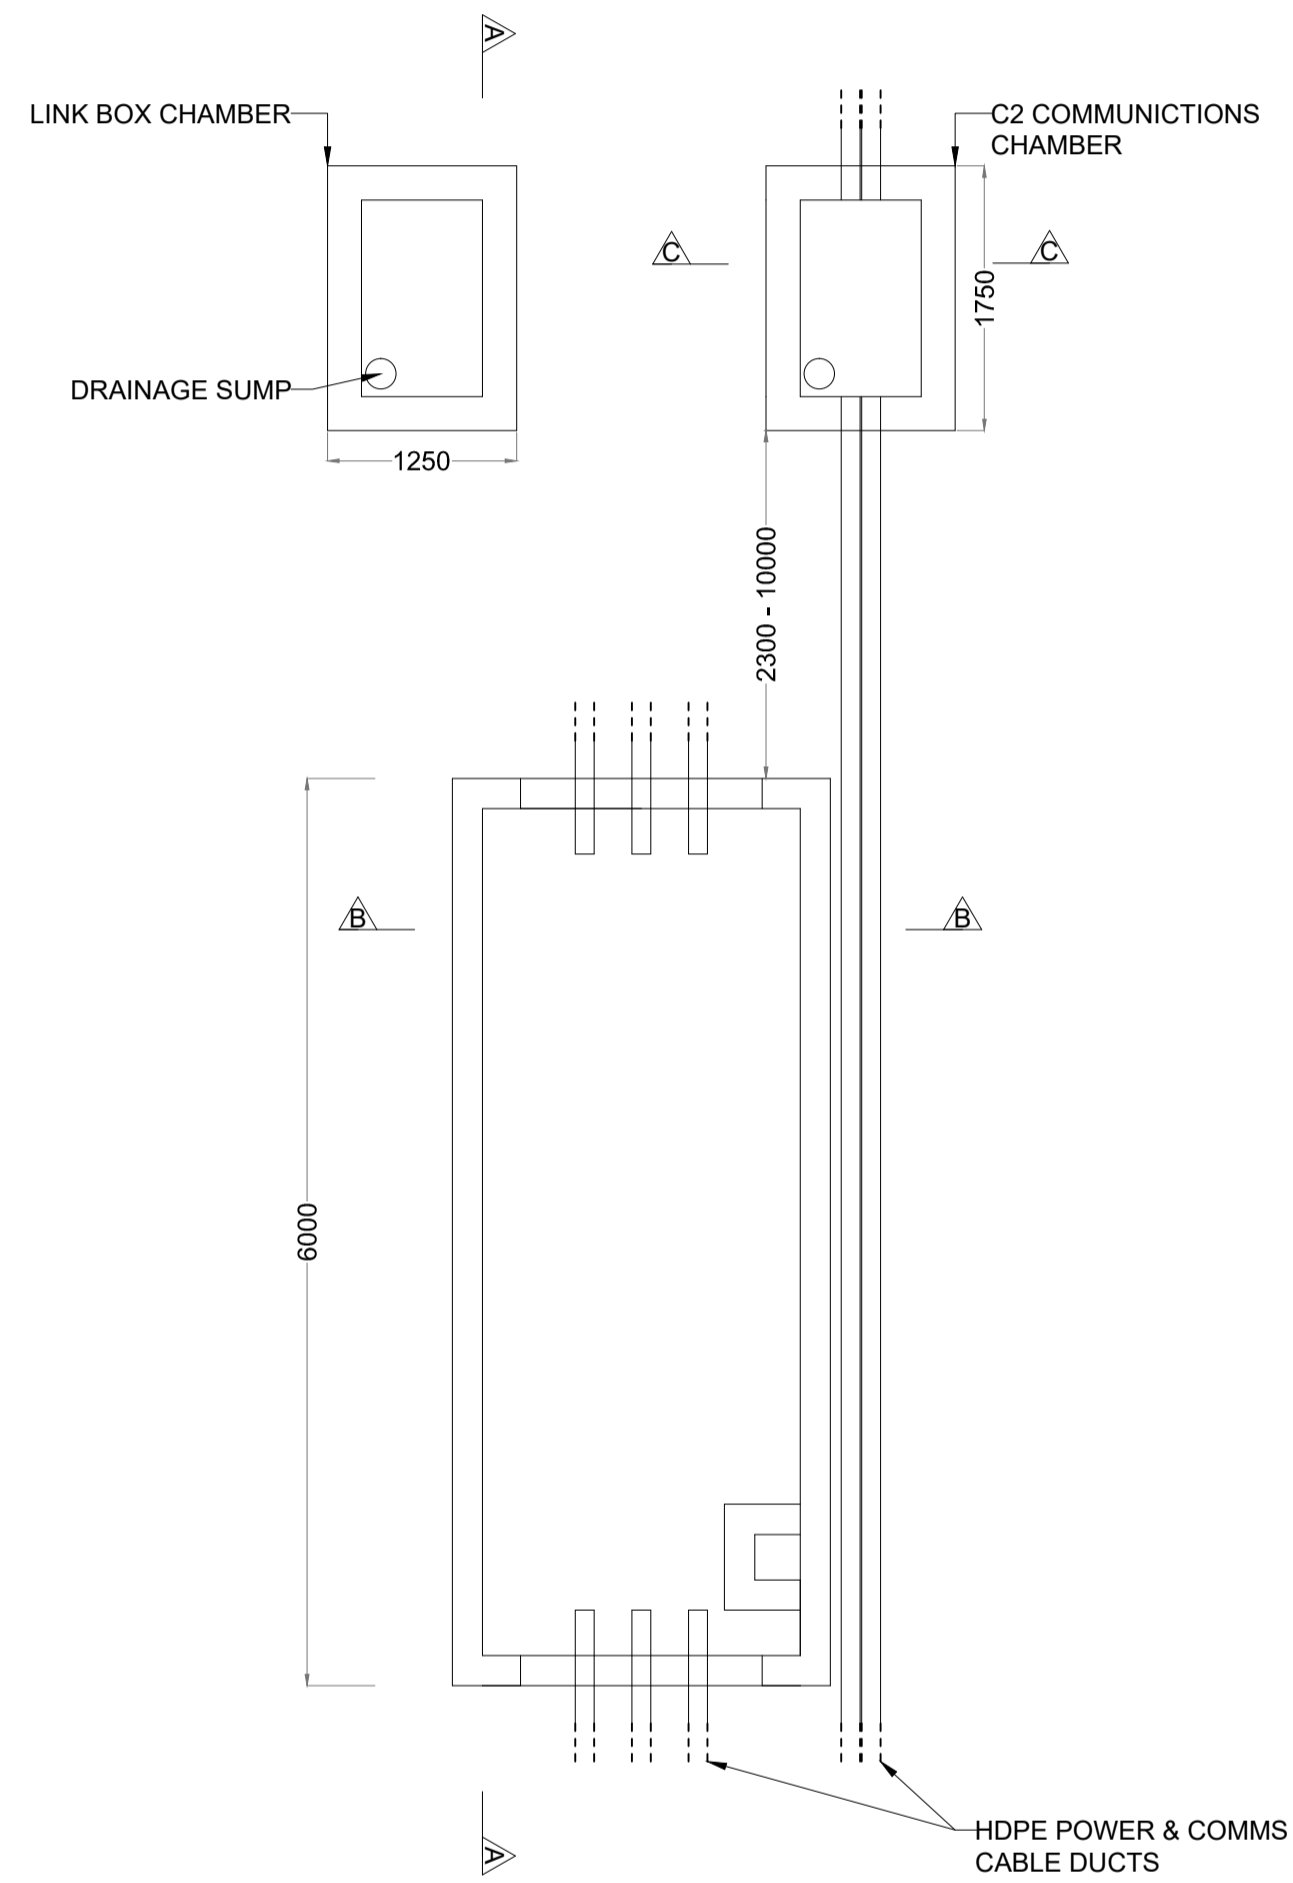 A
LINK BOX CHAMBER
C2 COMMUNICTIONS
CHAMBER
C
C
1750
DRAINAGE SUMP
1250
2300 - 10000
B
B
6000
HDPE POWER & COMMS
CABLE DUCTS
A